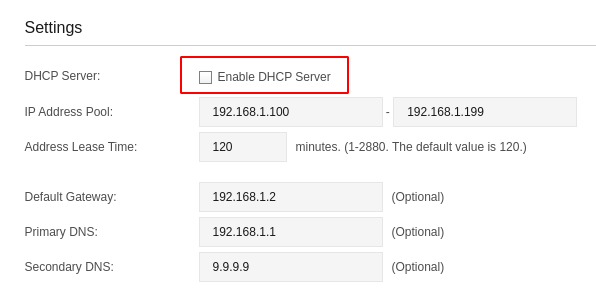 Settings
DHCP Server: Enable DHCP Server
IP Address Pool: 192.168.1.100 - 192.168.1.199
Address Lease Time: 120 minutes. (1-2880. The default value is 120.)
Default Gateway: 192.168.1.2 (Optional)
Primary DNS: 192.168.1.1 (Optional)
Secondary DNS: 9.9.9.9 (Optional)